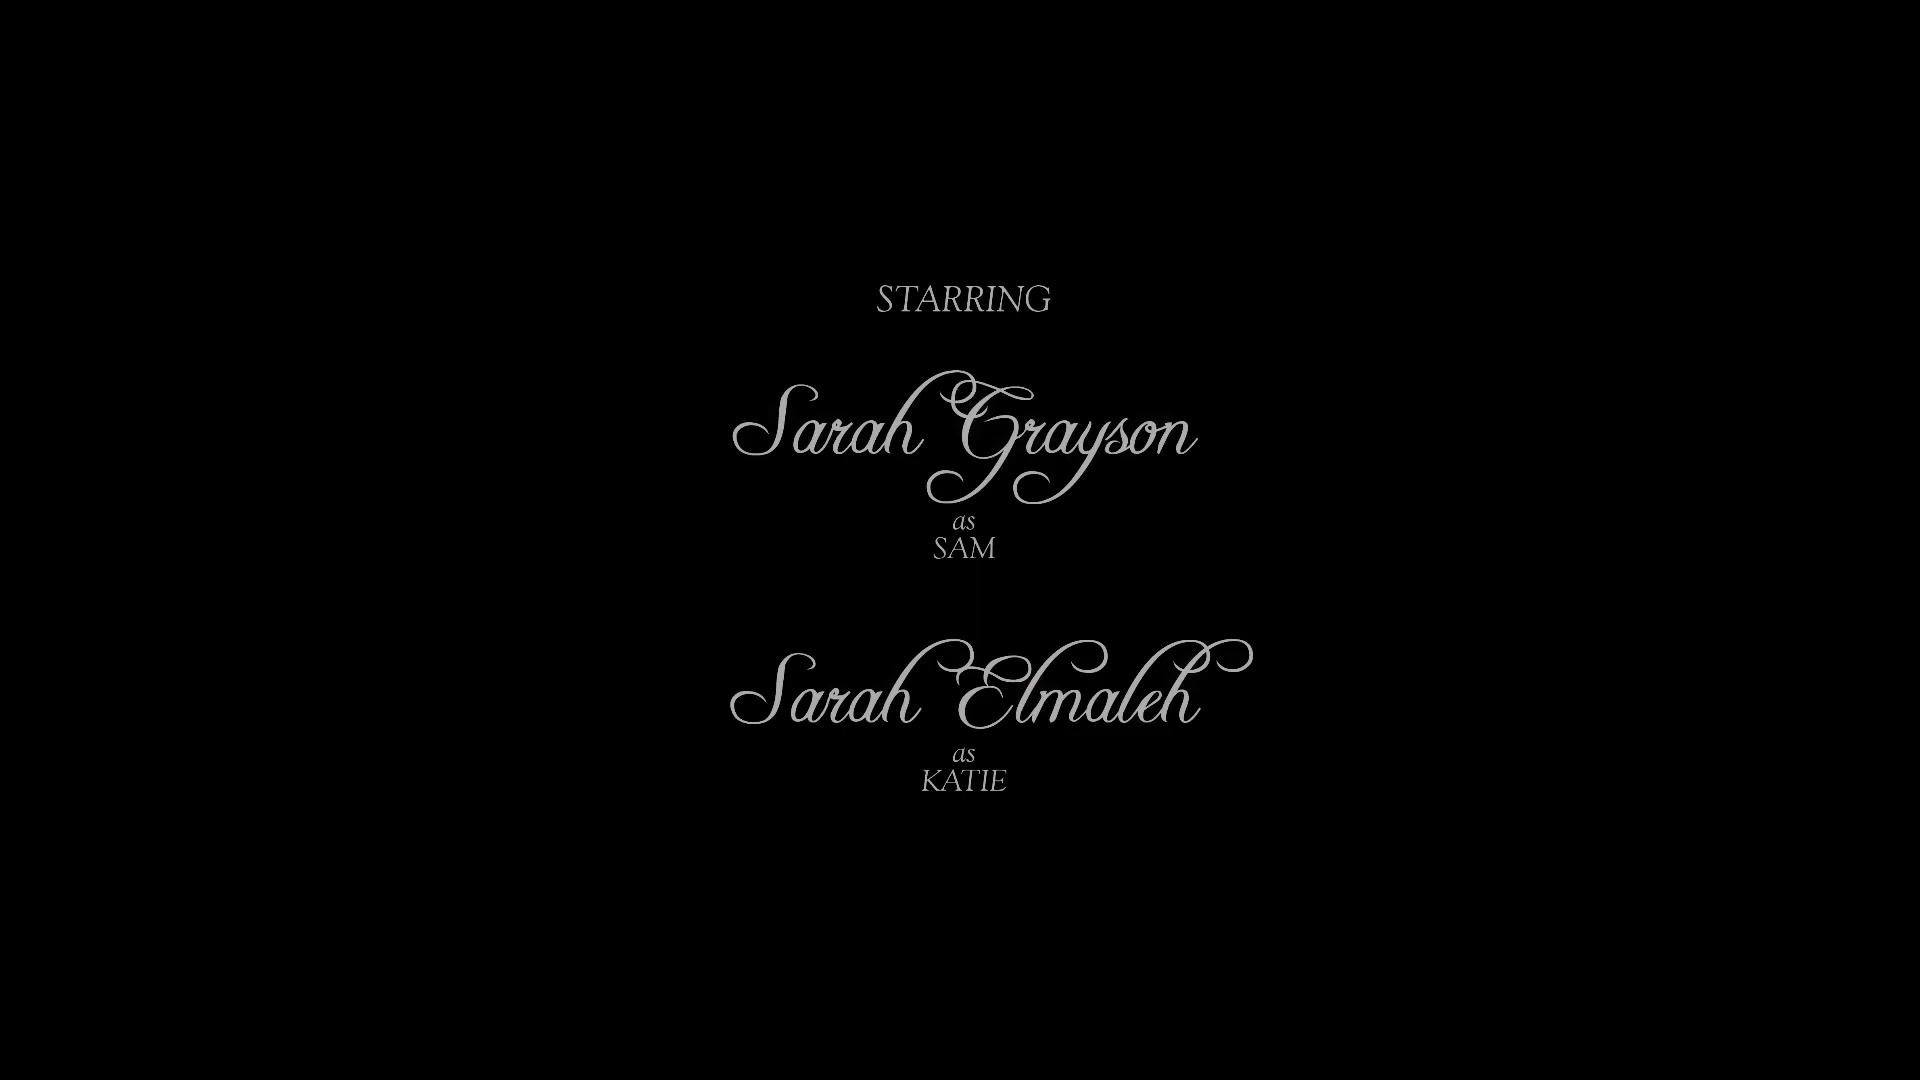 STARRING
Sarah Grayson
as
SAM
Sarah Elmaleh
as
KATIE